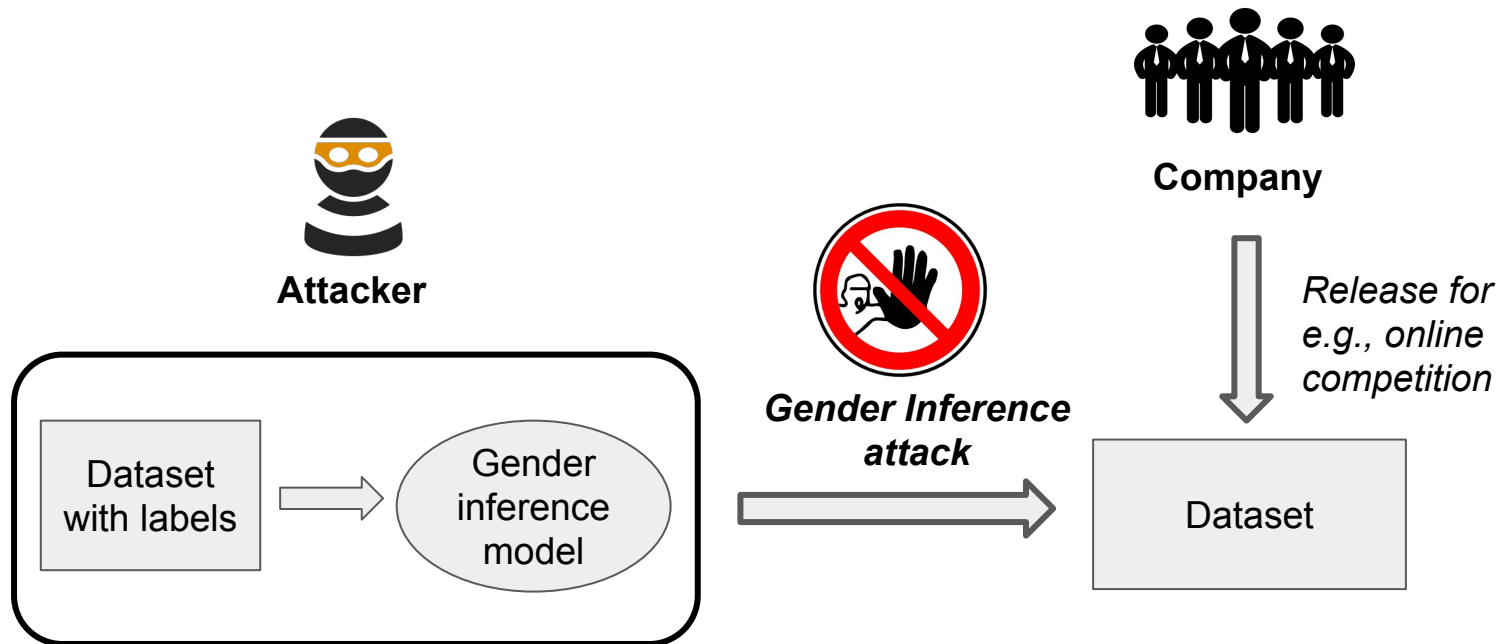 Company
Attacker
Release for
e.g., online
competition
Gender Inference
attack
Dataset
with labels
Gender
inference
model
Dataset